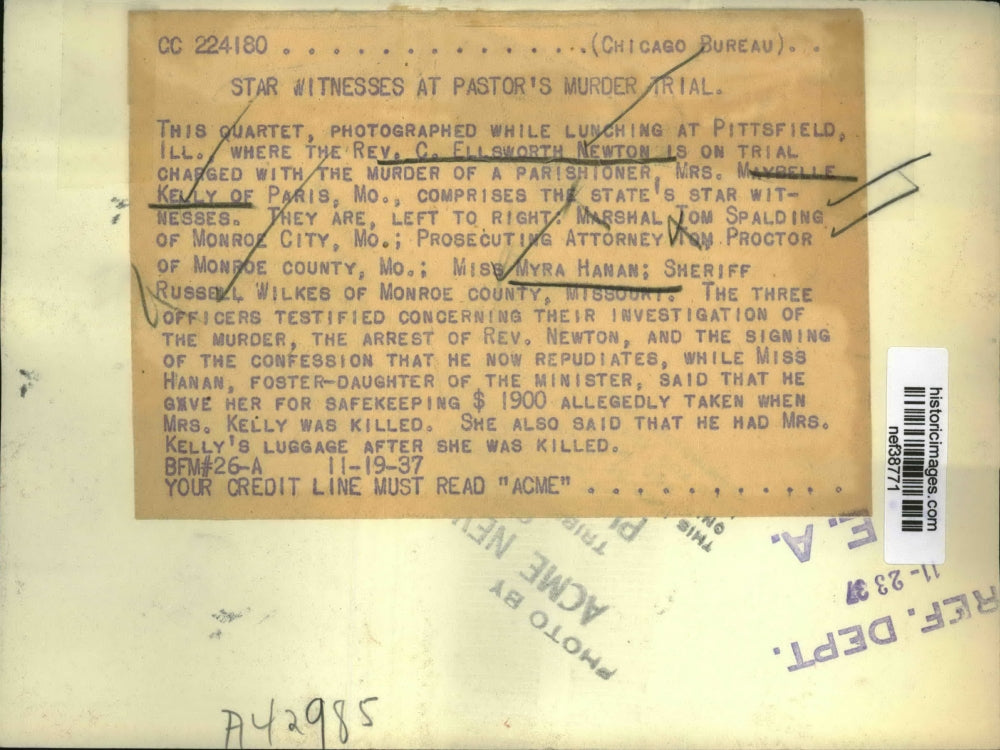 CC 224180 . . . . . . . . . . . . . . .(CHICAGO BUREAU). . .
STAR WITNESSES AT PASTOR'S MURDER TRIAL.
THIS QUARTET, PHOTOGRAPHED WHILE LUNCHING AT PITTSFIELD,
ILL., WHERE THE REV. C. ELLSWORTH NEWTON IS ON TRIAL
CHARGED WITH THE MURDER OF A PARISHIONER, MRS. MAYBELLE
KELLY OF PARIS, MO., COMPRISES THE STATE'S STAR WIT-
NESSES. THEY ARE, LEFT TO RIGHT: MARSHAL TOM SPALDING
OF MONROE CITY, MO.; PROSECUTING ATTORNEY TOM PROCTOR
OF MONROE COUNTY, MO.; MISS MYRA HANAN; SHERIFF
RUSSELL WILKES OF MONROE COUNTY, MISSOURI. THE THREE
OFFICERS TESTIFIED CONCERNING THEIR INVESTIGATION OF
THE MURDER, THE ARREST OF REV. NEWTON, AND THE SIGNING
OF THE CONFESSION THAT HE NOW REPUDIATES, WHILE MISS
HANAN, FOSTER-DAUGHTER OF THE MINISTER, SAID THAT HE
GAVE HER FOR SAFEKEEPING $ 1900 ALLEGEDLY TAKEN WHEN
MRS. KELLY WAS KILLED. SHE ALSO SAID THAT HE HAD MRS.
KELLY'S LUGGAGE AFTER SHE WAS KILLED.
BFM#26-A 11-19-37
YOUR CREDIT LINE MUST READ "ACME" . . . . . . . . . . . .
historicimages.com
nef38771
THIS
PHOTO BY
ACME
E. A.
11-23 37
REF. DEPT.
A42985